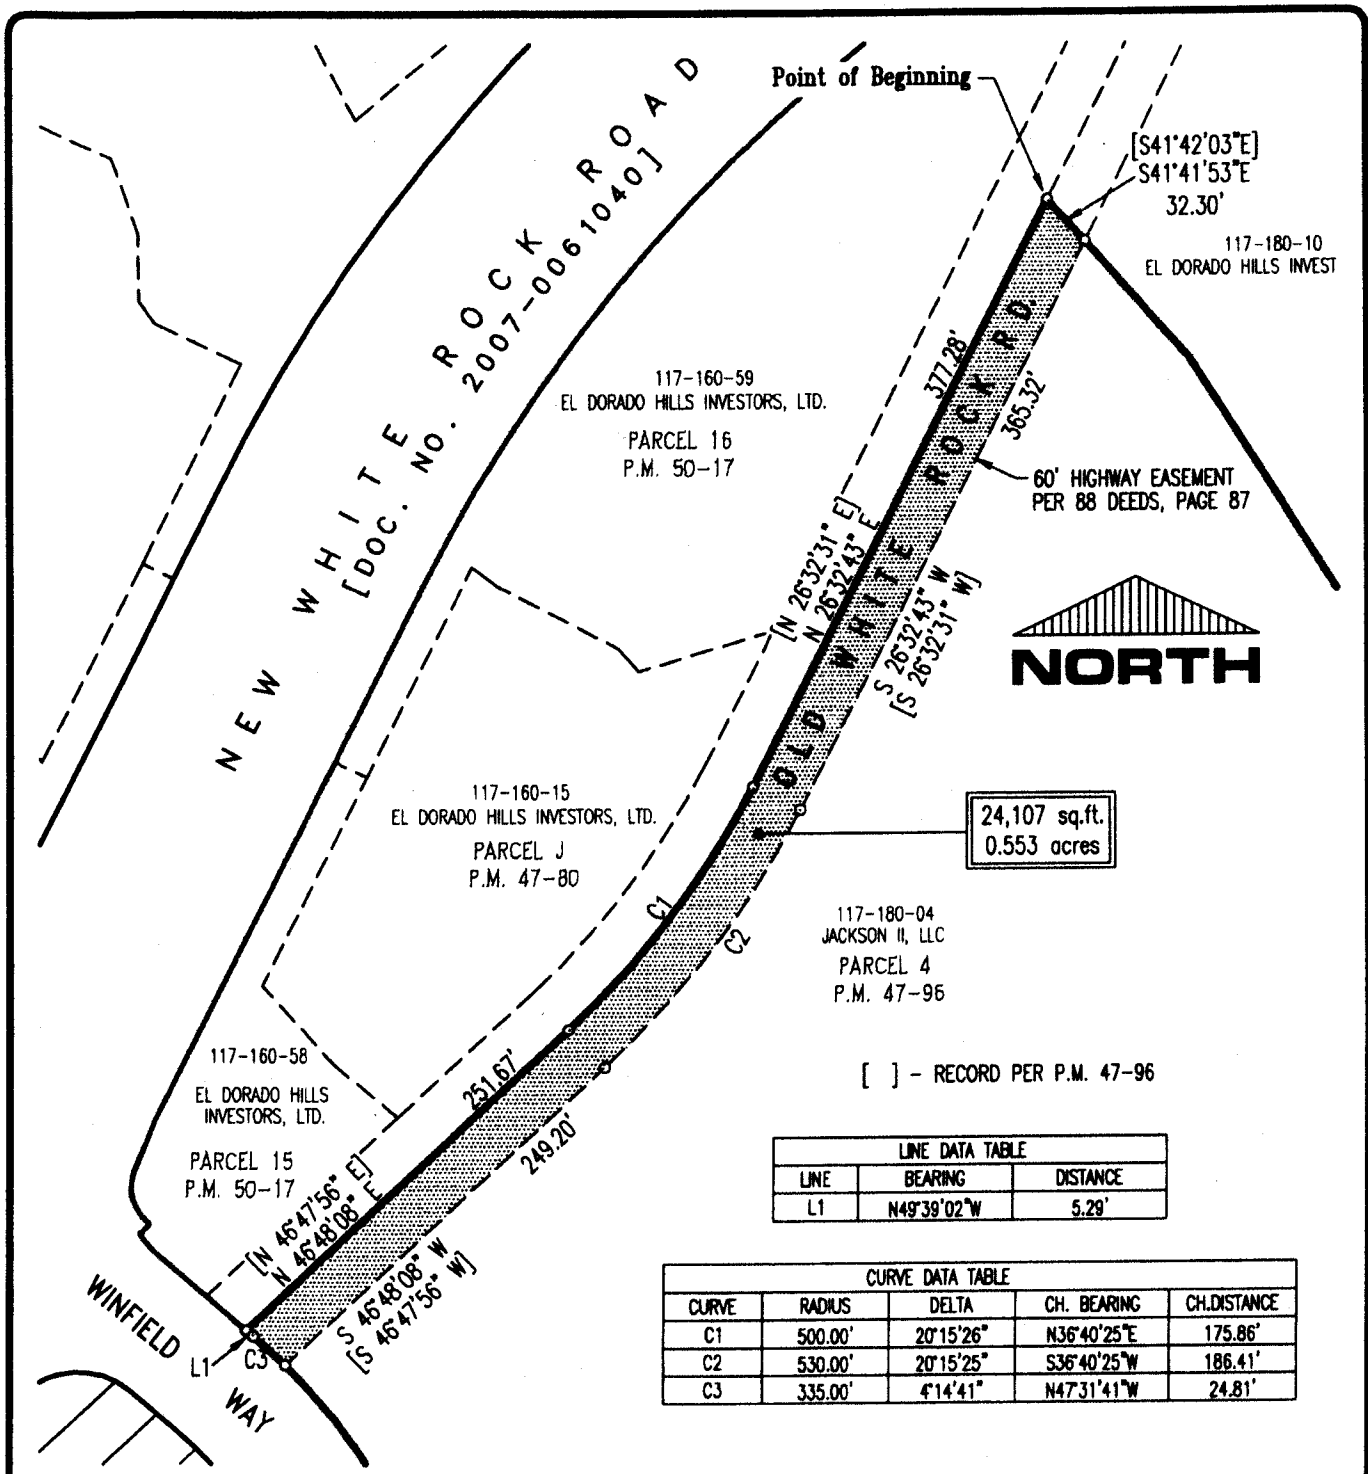 Point of Beginning
[S41°42'03"E]
S41°41'53"E
32.30'
117-180-10
EL DORADO HILLS INVEST
NEW WHITE ROCK ROAD
[DOC. NO. 2007-0061040]
117-160-59
EL DORADO HILLS INVESTORS, LTD.
PARCEL 16
P.M. 50-17
377.28'
OLD WHITE ROCK RD.
365.32'
60' HIGHWAY EASEMENT
PER 88 DEEDS, PAGE 87
[N 26°32'31" E]
N 26°32'43" E
S 26°32'43" W
[S 26°32'31" W]
NORTH
117-160-15
EL DORADO HILLS INVESTORS, LTD.
PARCEL J
P.M. 47-80
24,107 sq.ft.
0.553 acres
C1
C2
117-180-04
JACKSON II, LLC
PARCEL 4
P.M. 47-96
117-160-58
EL DORADO HILLS
INVESTORS, LTD.
PARCEL 15
P.M. 50-17
251.67'
249.20'
[N 46°47'56" E]
N 46°48'08" E
S 46°48'08" W
[S 46°47'56" W]
WINFIELD WAY
L1
C3
[ ] - RECORD PER P.M. 47-96
LINE DATA TABLE
LINE BEARING DISTANCE
L1 N49°39'02"W 5.29'
CURVE DATA TABLE
CURVE RADIUS DELTA CH. BEARING CH.DISTANCE
C1 500.00' 20°15'26" N36°40'25"E 175.86'
C2 530.00' 20°15'25" S36°40'25"W 186.41'
C3 335.00' 4°14'41" N47°31'41"W 24.81'